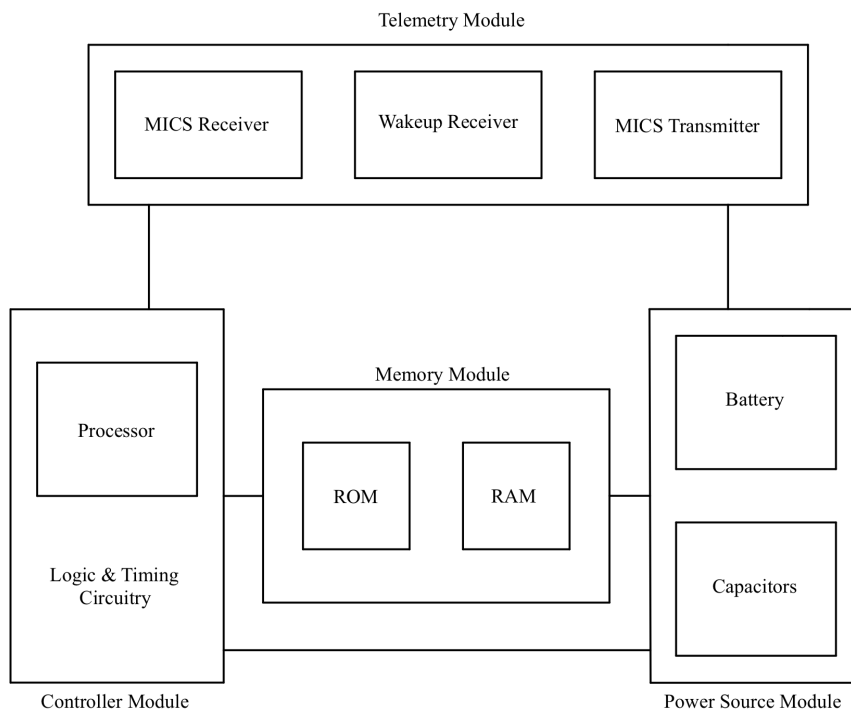 Telemetry Module
MICS Receiver
Wakeup Receiver
MICS Transmitter
Memory Module
Processor
ROM
RAM
Battery
Logic & Timing
Circuitry
Capacitors
Controller Module
Power Source Module